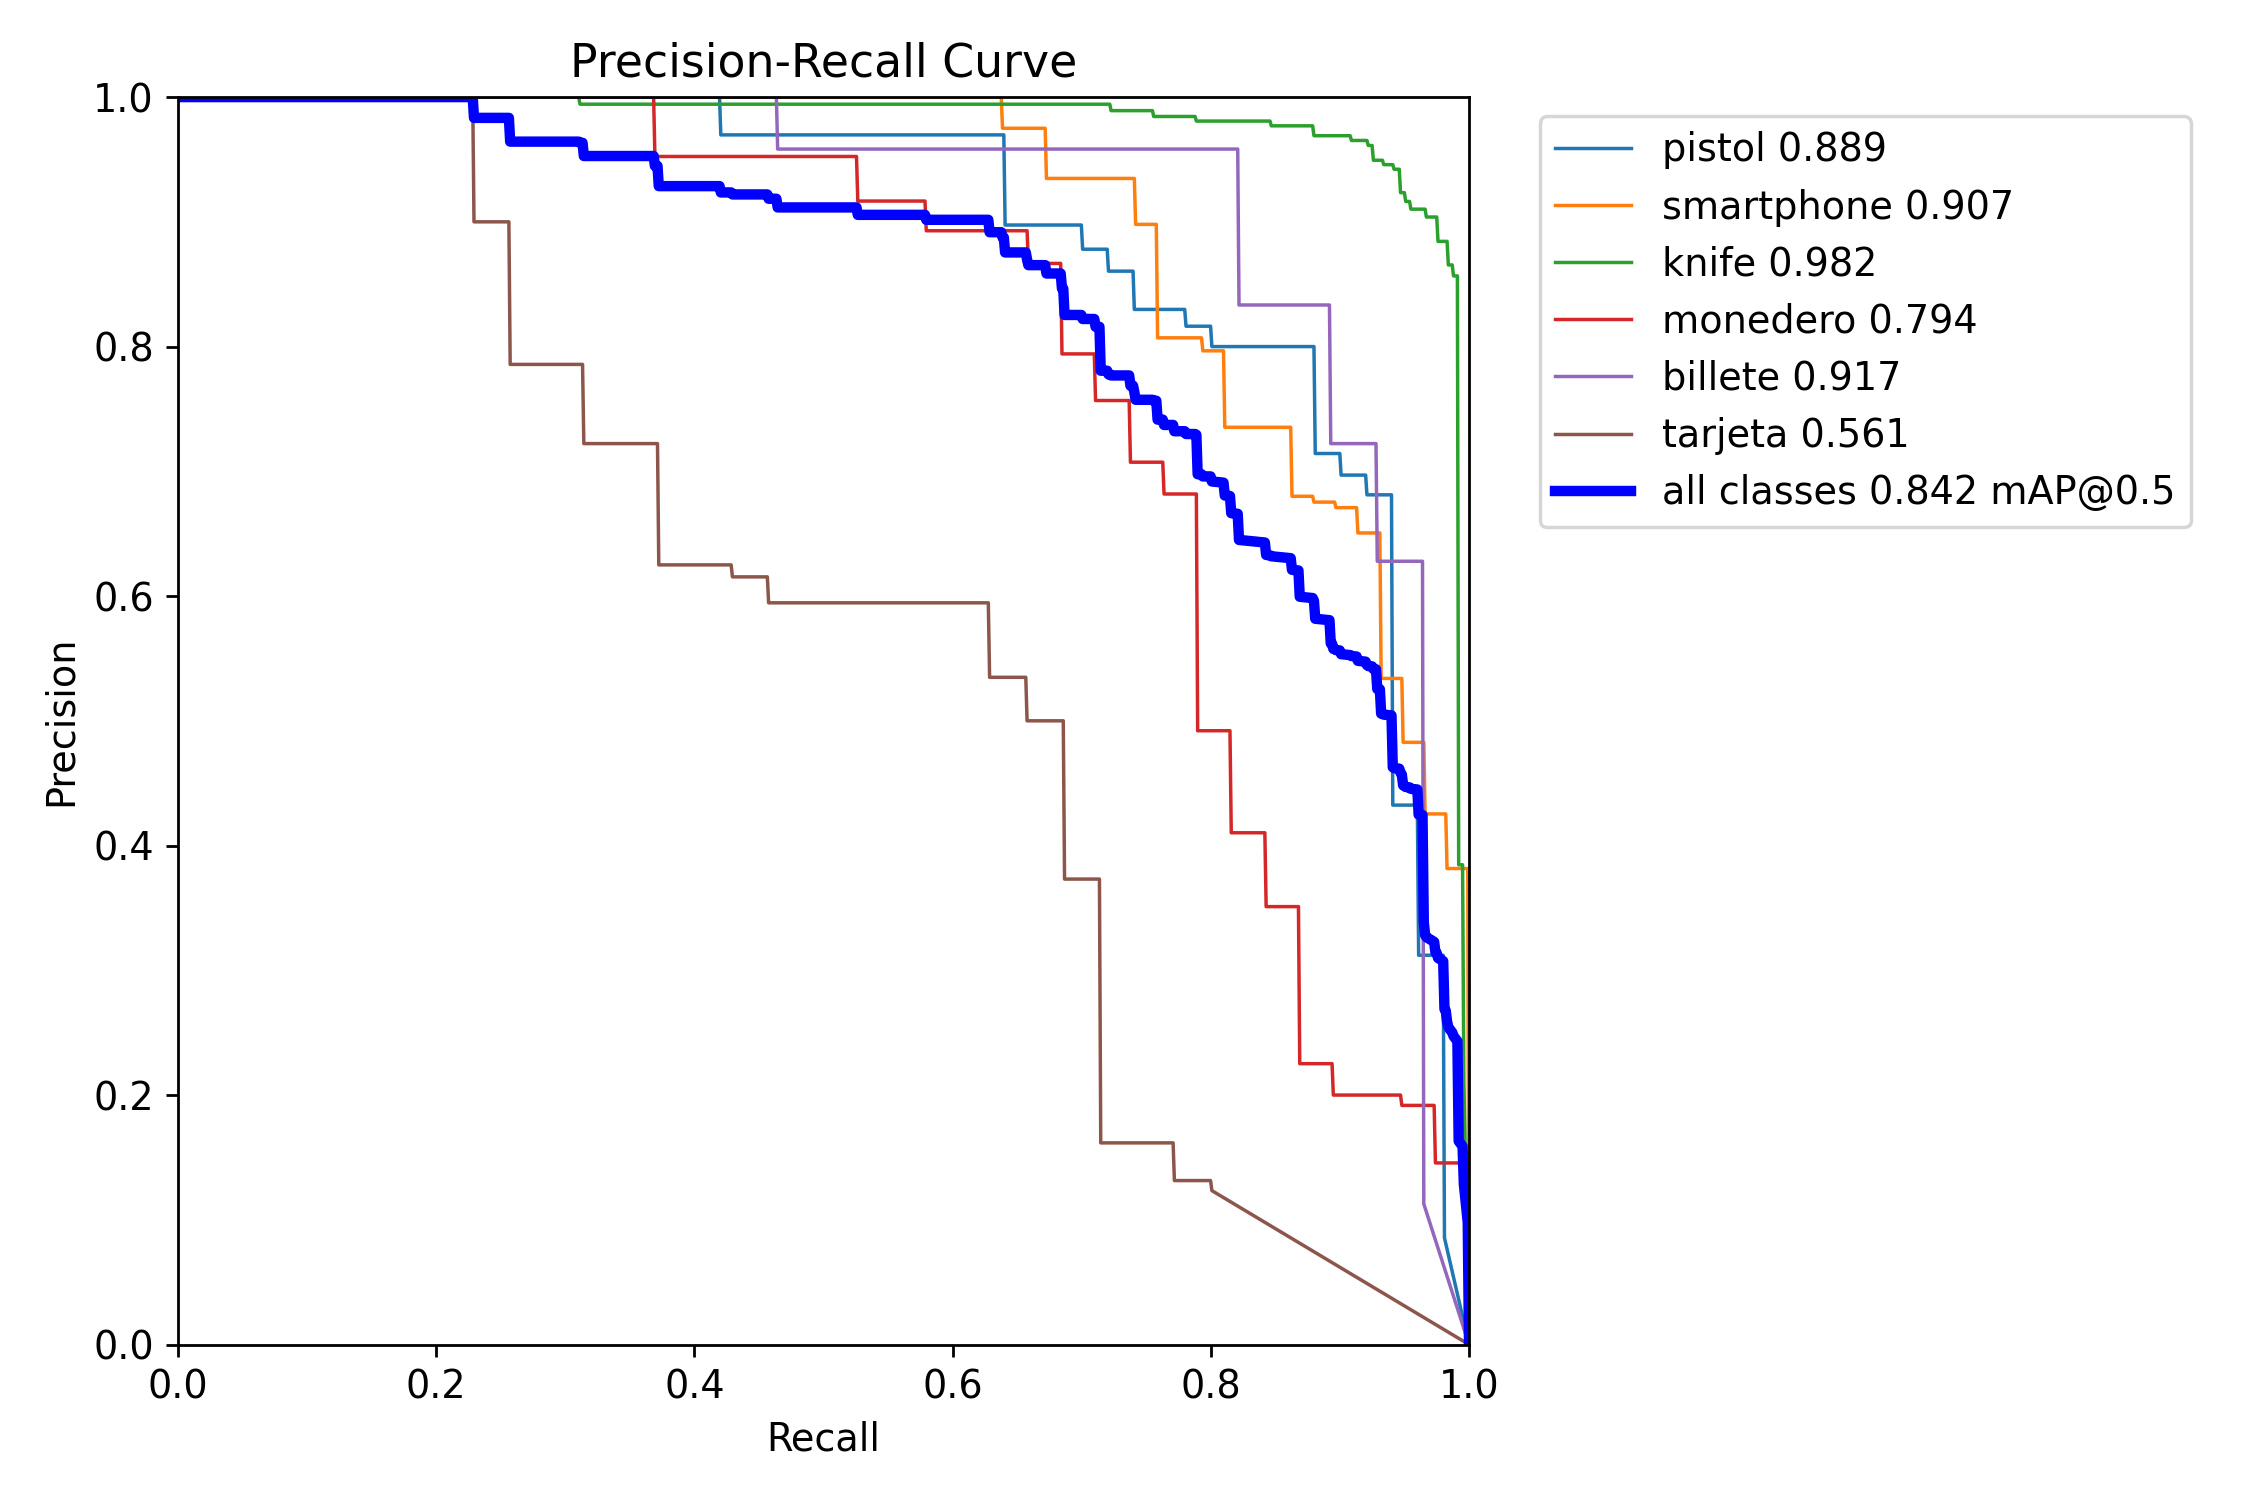 Precision-Recall Curve
1.0
0.8
0.6
0.4
0.2
0.0
Precision
0.0 0.2 0.4 0.6 0.8 1.0
Recall
pistol 0.889
smartphone 0.907
knife 0.982
monedero 0.794
billete 0.917
tarjeta 0.561
all classes 0.842 mAP@0.5